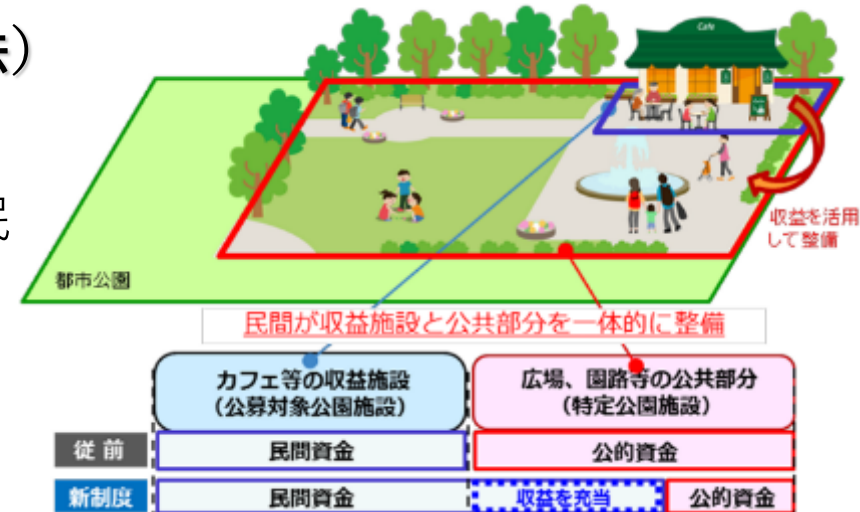 法)
民
Cafe
収益を活用
して整備
都市公園
民間が収益施設と公共部分を一体的に整備
カフェ等の収益施設
(公募対象公園施設)
広場、園路等の公共部分
(特定公園施設)
従前
民間資金
公的資金
新制度
民間資金
収益を充当
公的資金